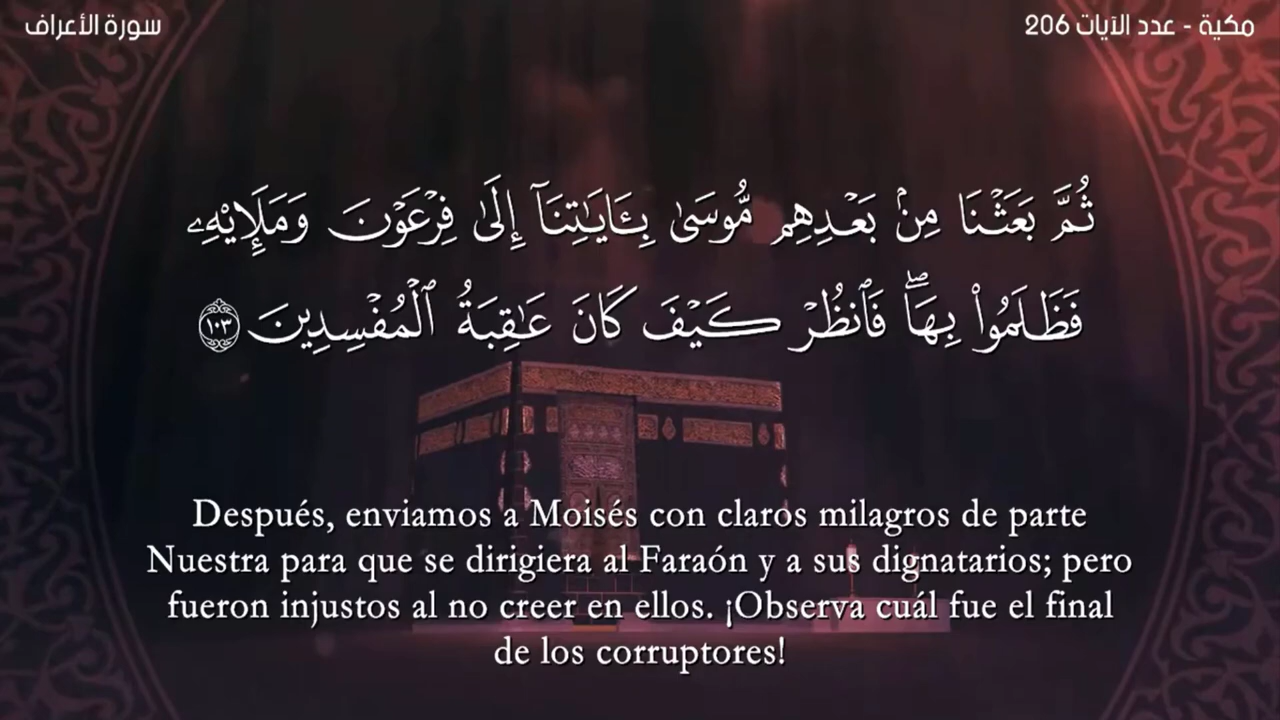 مكية - عدد الآيات 206
سورة الأعراف
ثُمَّ بَعَثْنَا مِنۢ بَعْدِهِم مُّوسَىٰ بِـَٔايَـٰتِنَآ إِلَىٰ فِرْعَوْنَ وَمَلَإِي۟هِۦ
فَظَلَمُوا۟ بِهَا ۖ فَٱنظُرْ كَيْفَ كَانَ عَـٰقِبَةُ ٱلْمُفْسِدِينَ ١٠٣
Después, enviamos a Moisés con claros milagros de parte
Nuestra para que se dirigiera al Faraón y a sus dignatarios; pero
fueron injustos al no creer en ellos. ¡Observa cuál fue el final
de los corruptores!